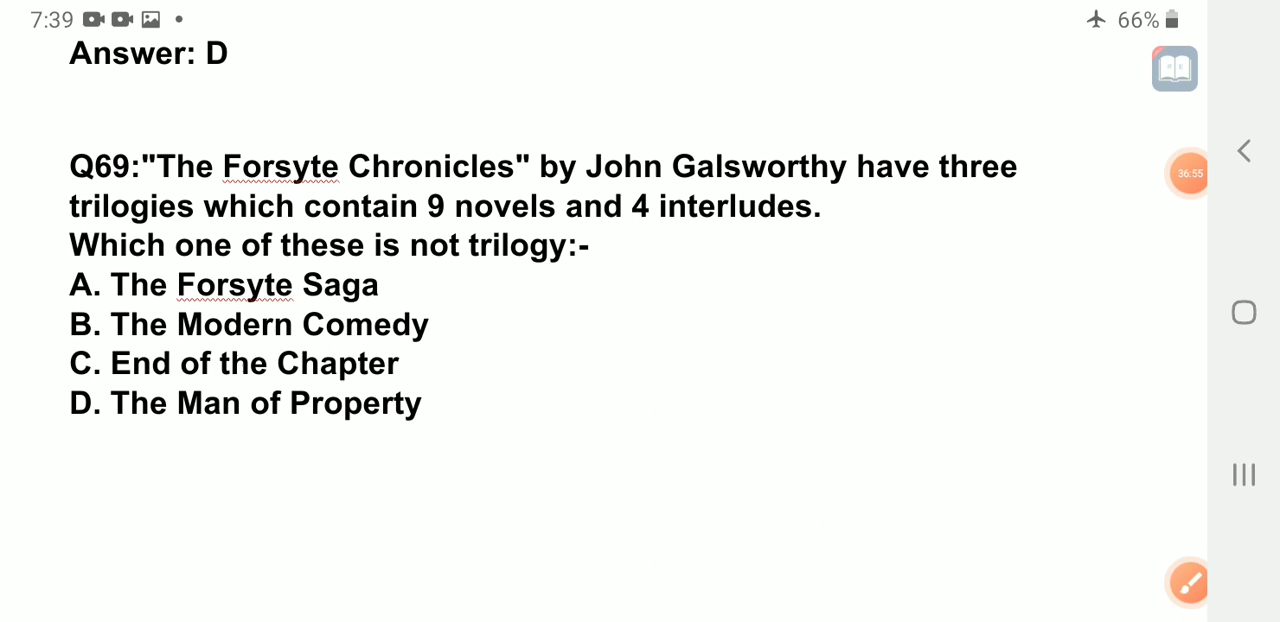 7:39
66%
Answer: D
36:55
Q69:"The Forsyte Chronicles" by John Galsworthy have three
trilogies which contain 9 novels and 4 interludes.
Which one of these is not trilogy:-
A. The Forsyte Saga
B. The Modern Comedy
C. End of the Chapter
D. The Man of Property